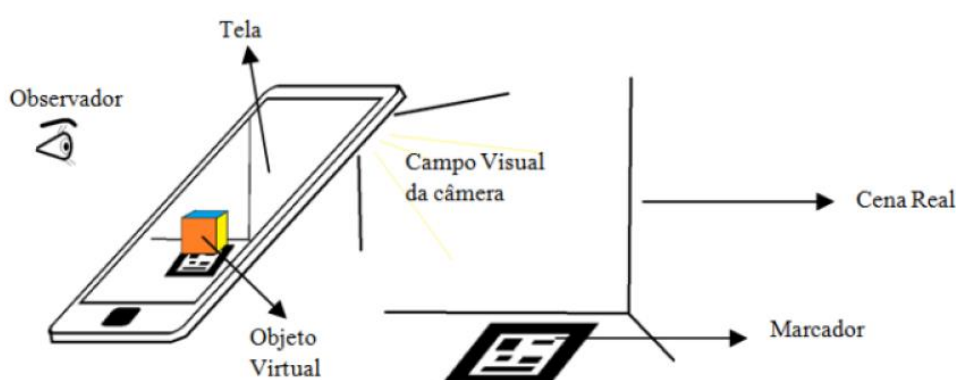 Tela
Observador
Campo Visual
da câmera
Cena Real
Objeto
Virtual
Marcador